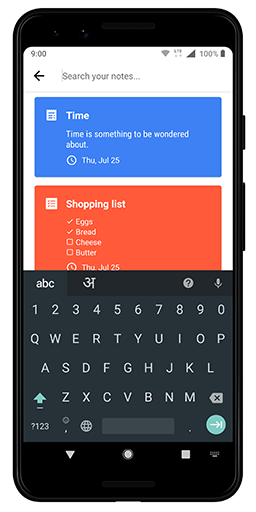 9:00 LTE 100%
Search your notes...
Time
Time is something to be wondered
about.
Thu, Jul 25
Shopping list
Eggs
Bread
Cheese
Butter
Thu, Jul 25
abc अ
1 2 3 4 5 6 7 8 9 0
Q W E R T Y U I O P
A S D F G H J K L
Z X C V B N M
?123 , .